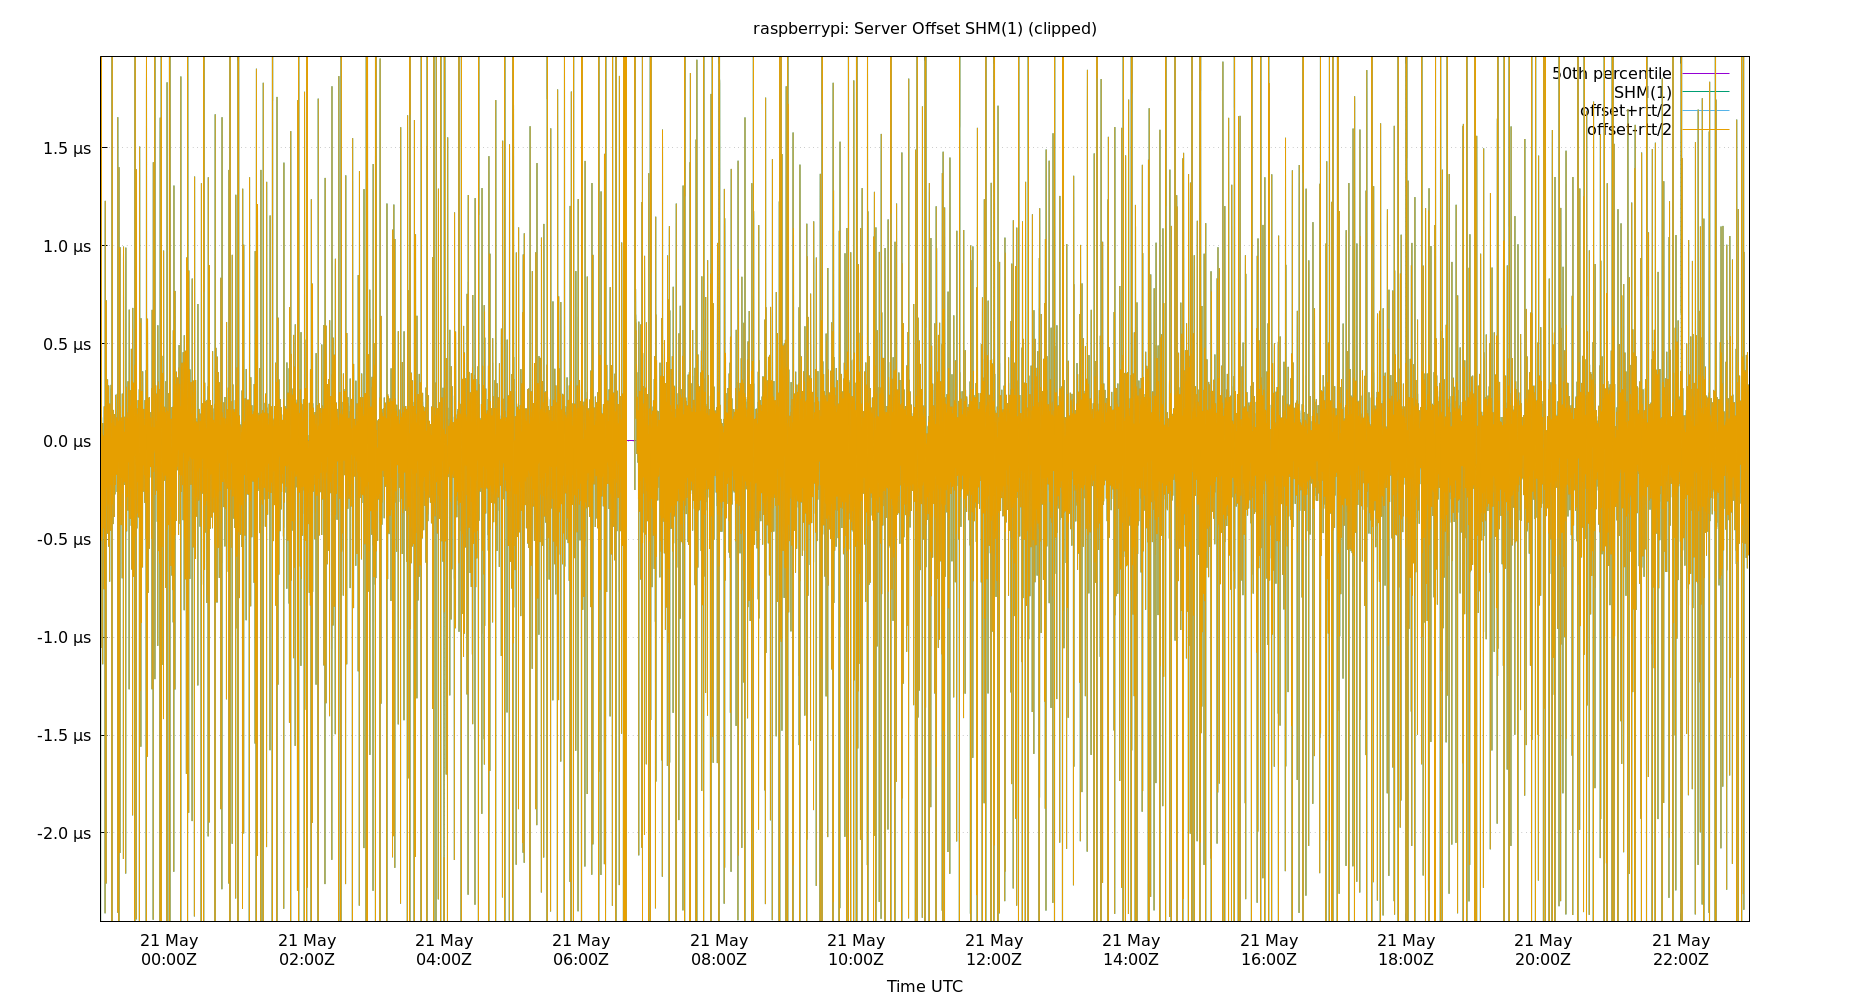 raspberrypi: Server Offset SHM(1) (clipped)
50th percentile
SHM(1)
offset+rtt/2
offset-rtt/2
1.5 µs
1.0 µs
0.5 µs
0.0 µs
-0.5 µs
-1.0 µs
-1.5 µs
-2.0 µs
21 May 21 May 21 May 21 May 21 May 21 May 21 May 21 May 21 May 21 May 21 May 21 May
00:00Z 02:00Z 04:00Z 06:00Z 08:00Z 10:00Z 12:00Z 14:00Z 16:00Z 18:00Z 20:00Z 22:00Z
Time UTC